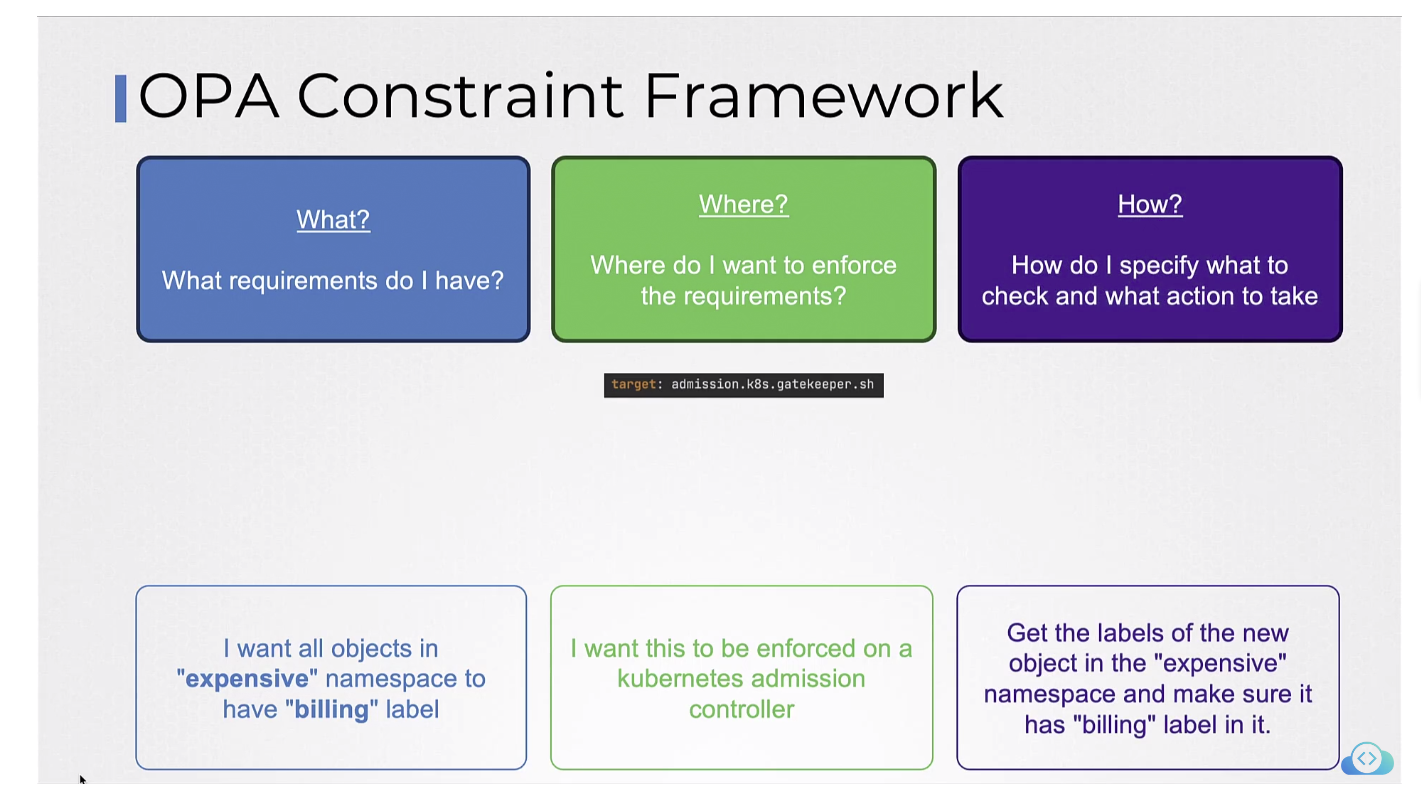 OPA Constraint Framework
What?
What requirements do I have?
Where?
Where do I want to enforce
the requirements?
How?
How do I specify what to
check and what action to take
target: admission.k8s.gatekeeper.sh
I want all objects in
"expensive" namespace to
have "billing" label
I want this to be enforced on a
kubernetes admission
controller
Get the labels of the new
object in the "expensive"
namespace and make sure it
has "billing" label in it.